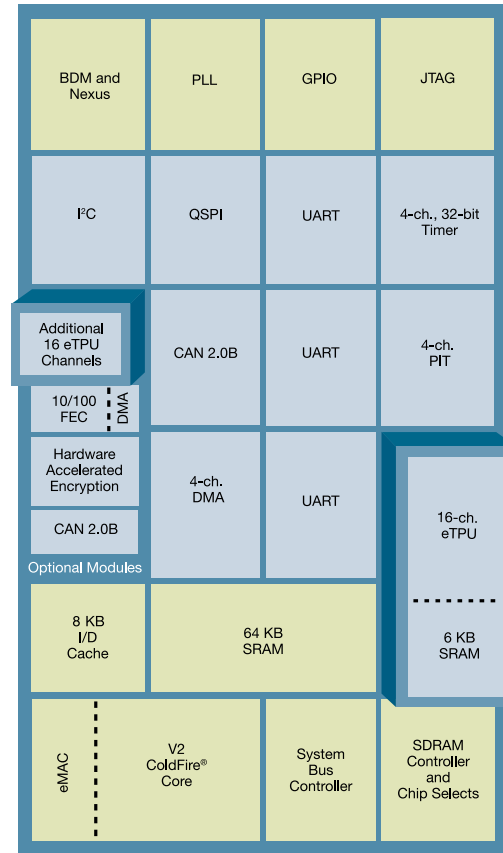 BDM and
Nexus
PLL
GPIO
JTAG
I²C
QSPI
UART
4-ch., 32-bit
Timer
Additional
16 eTPU
Channels
CAN 2.0B
UART
4-ch.
PIT
10/100
FEC
DMA
Hardware
Accelerated
Encryption
4-ch.
DMA
UART
16-ch.
eTPU
CAN 2.0B
Optional Modules
8 KB
I/D
Cache
64 KB
SRAM
6 KB
SRAM
eMAC
V2
ColdFire®
Core
System
Bus
Controller
SDRAM
Controller
and
Chip Selects